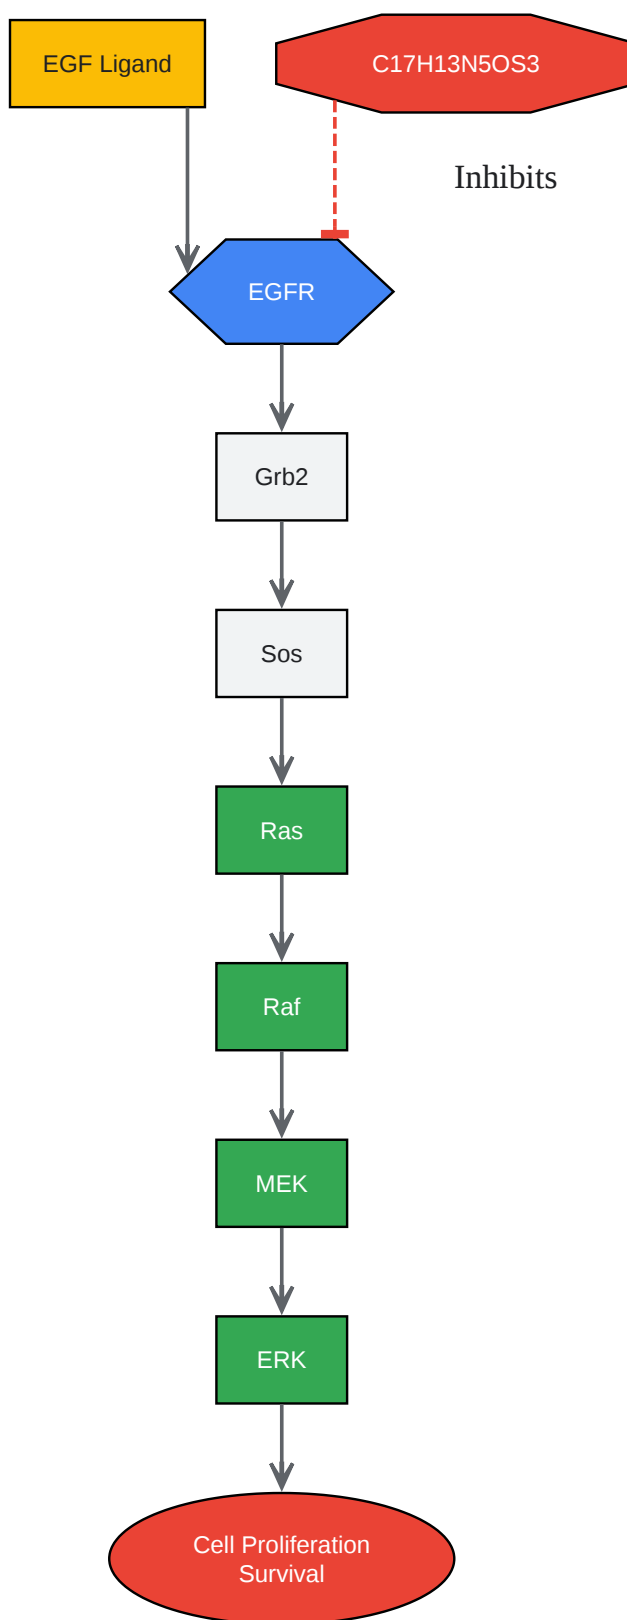 EGF Ligand
C17H13N5OS3
Inhibits
EGFR
Grb2
Sos
Ras
Raf
MEK
ERK
Cell Proliferation
Survival